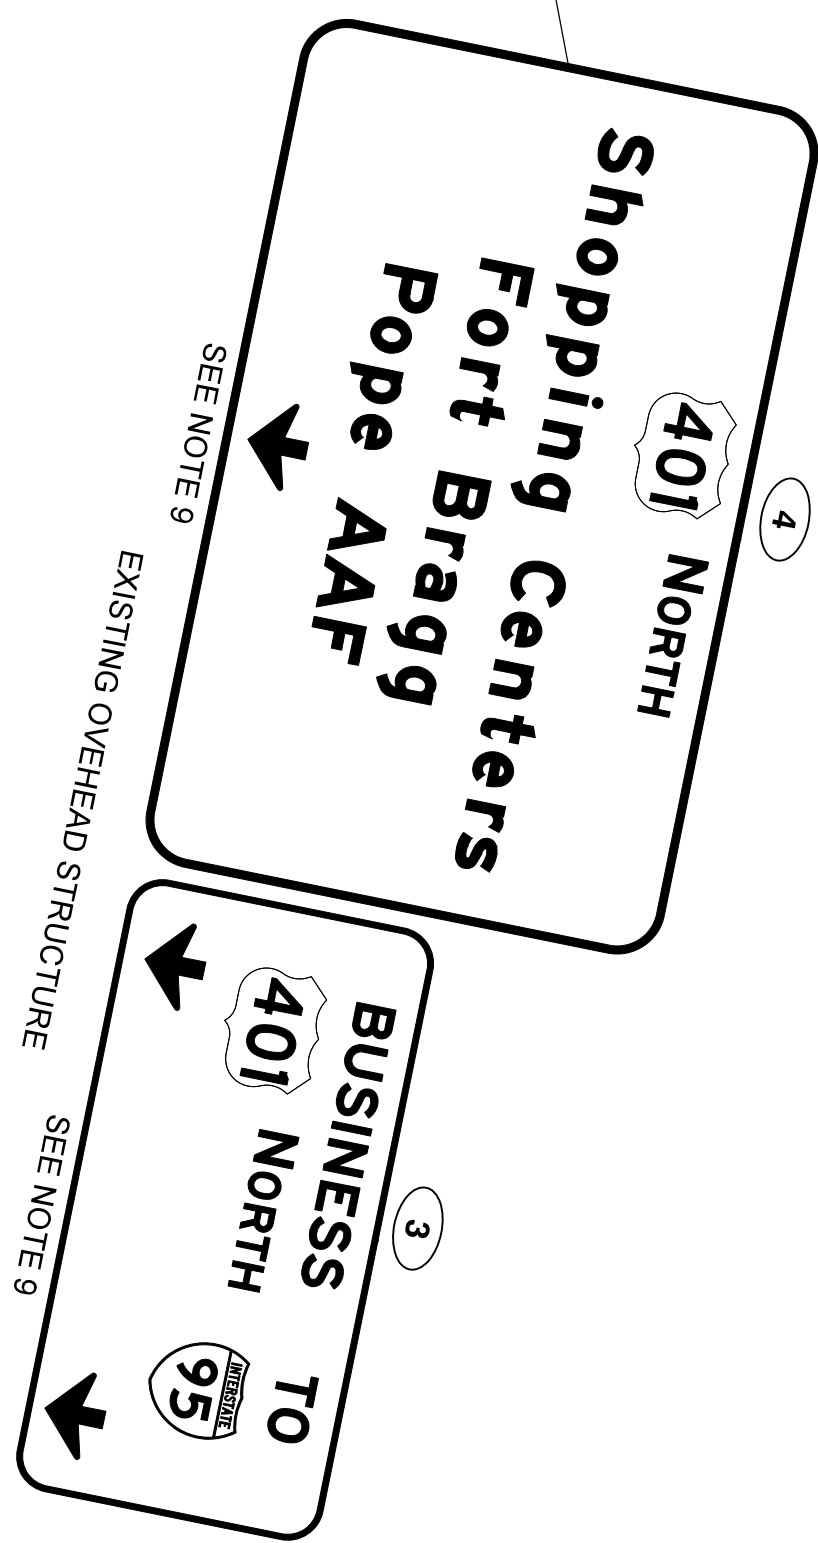 4
401 NORTH
Shopping Centers
Fort Bragg
Pope AAF
SEE NOTE 9
3
BUSINESS TO
401 NORTH
INTERSTATE
95
SEE NOTE 9
EXISTING OVEHEAD STRUCTURE